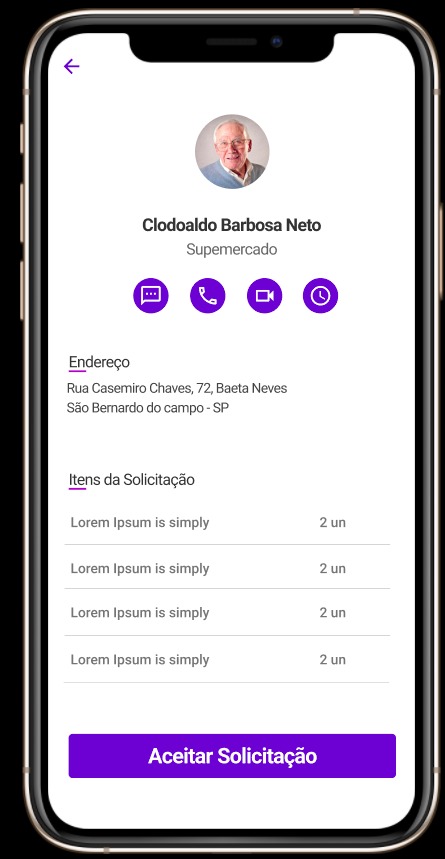 Clodoaldo Barbosa Neto
Supemercado
Endereço
Rua Casemiro Chaves, 72, Baeta Neves
São Bernardo do campo - SP
Itens da Solicitação
Lorem Ipsum is simply 2 un
Lorem Ipsum is simply 2 un
Lorem Ipsum is simply 2 un
Lorem Ipsum is simply 2 un
Aceitar Solicitação